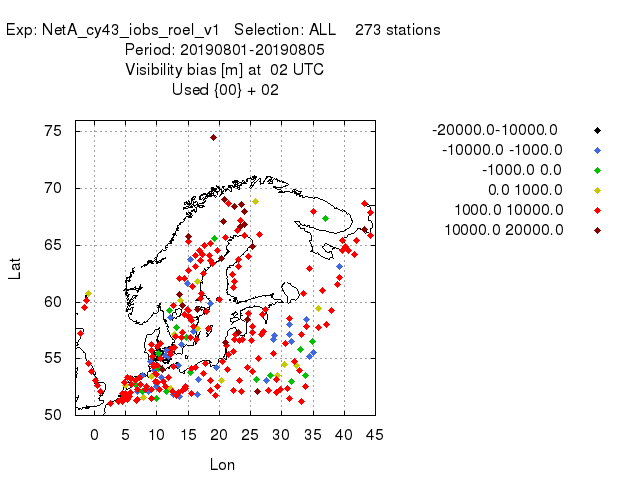 Exp: NetA_cy43_iobs_roel_v1 Selection: ALL 273 stations
Period: 20190801-20190805
Visibility bias [m] at 02 UTC
Used {00} + 02
-20000.0-10000.0
-10000.0 -1000.0
-1000.0 0.0
0.0 1000.0
1000.0 10000.0
10000.0 20000.0
75
70
65
60
55
50
Lat
0 5 10 15 20 25 30 35 40 45
Lon